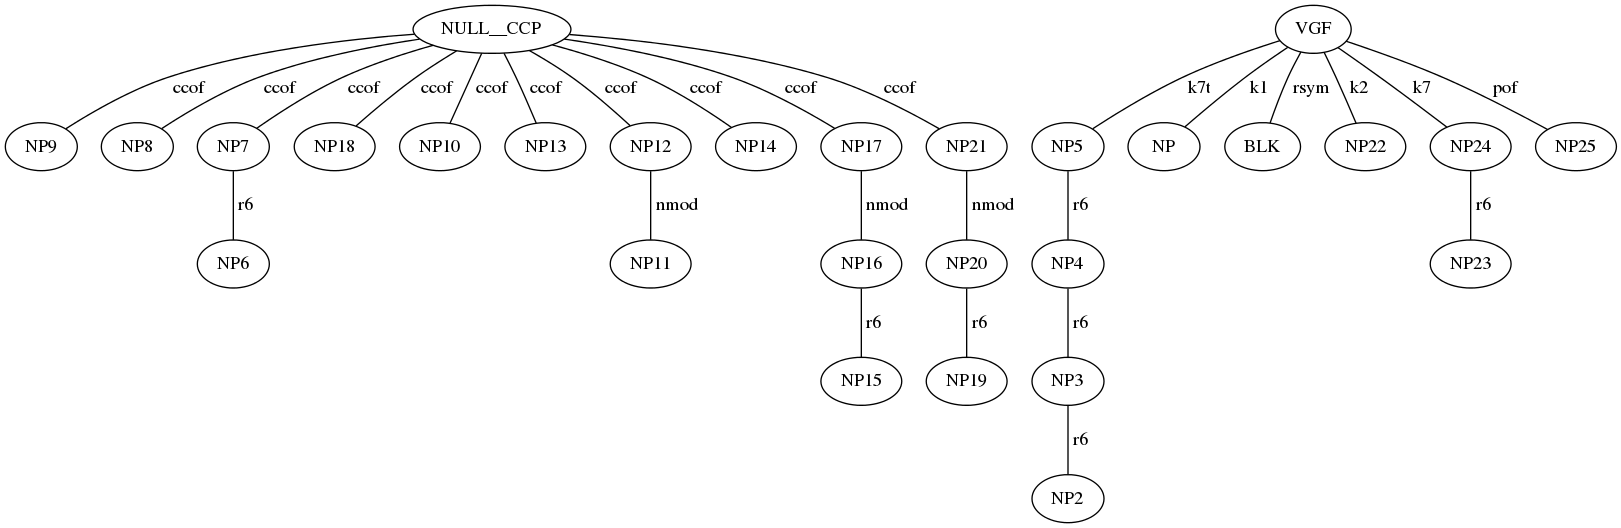 NULL__CCP VGF
ccof ccof ccof ccof ccof ccof ccof ccof ccof ccof k7t k1 rsym k2 k7 pof
NP9 NP8 NP7 NP18 NP10 NP13 NP12 NP14 NP17 NP21 NP5 NP BLK NP22 NP24 NP25
r6 nmod nmod nmod r6 r6
NP6 NP11 NP16 NP20 NP4 NP23
r6 r6 r6
NP15 NP19 NP3
r6
NP2